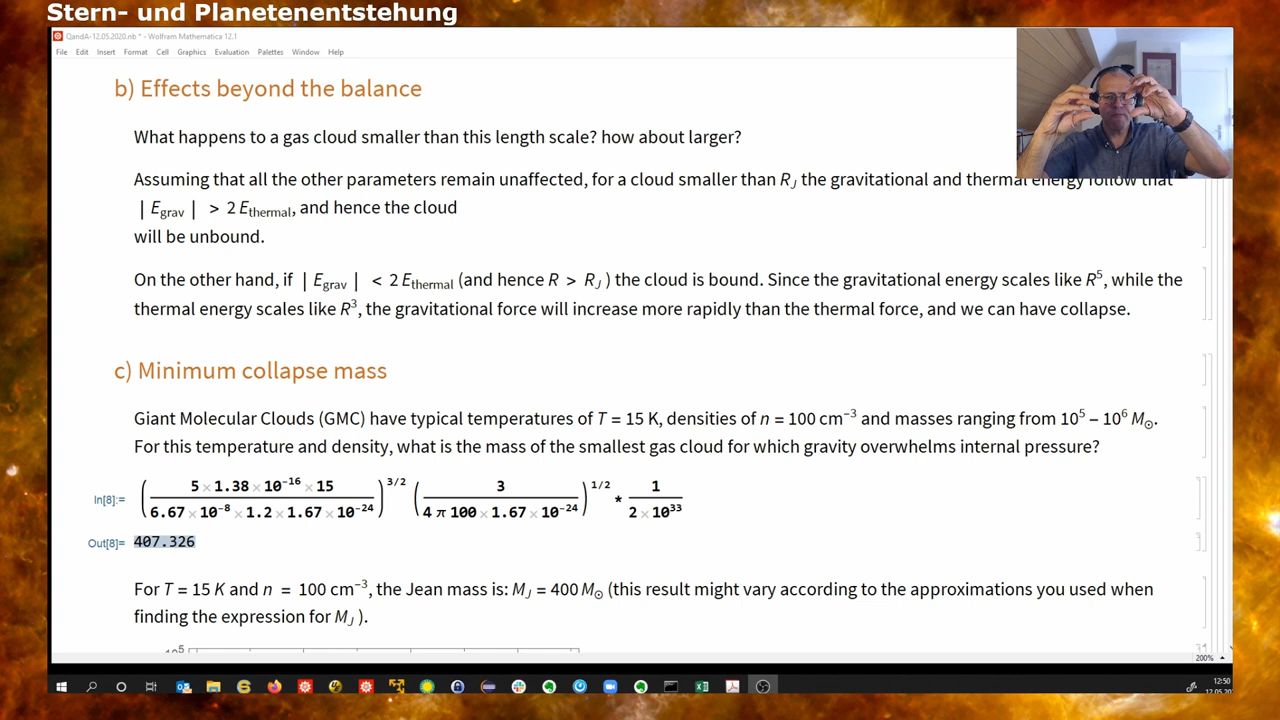 Stern- und Planetenentstehung
QandA-12.05.2020.nb * - Wolfram Mathematica 12.1
File Edit Insert Format Cell Graphics Evaluation Palettes Window Help
b) Effects beyond the balance
What happens to a gas cloud smaller than this length scale? how about larger?
Assuming that all the other parameters remain unaffected, for a cloud smaller than R_J the gravitational and thermal energy follow that
| E_grav | > 2 E_thermal, and hence the cloud
will be unbound.
On the other hand, if | E_grav | < 2 E_thermal (and hence R > R_J ) the cloud is bound. Since the gravitational energy scales like R^5, while the
thermal energy scales like R^3, the gravitational force will increase more rapidly than the thermal force, and we can have collapse.
c) Minimum collapse mass
Giant Molecular Clouds (GMC) have typical temperatures of T = 15 K, densities of n = 100 cm^−3 and masses ranging from 10^5 – 10^6 M_⊙.
For this temperature and density, what is the mass of the smallest gas cloud for which gravity overwhelms internal pressure?
In[8]:= ( (5 × 1.38 × 10^-16 × 15) / (6.67 × 10^-8 × 1.2 × 1.67 × 10^-24) )^3/2 ( 3 / (4 π 100 × 1.67 × 10^-24) )^1/2 * 1 / (2 × 10^33)
Out[8]= 407.326
For T = 15 K and n = 100 cm^−3, the Jean mass is: M_J = 400 M_⊙ (this result might vary according to the approximations you used when
finding the expression for M_J ).
10^5
200%
12:50
12.05.20